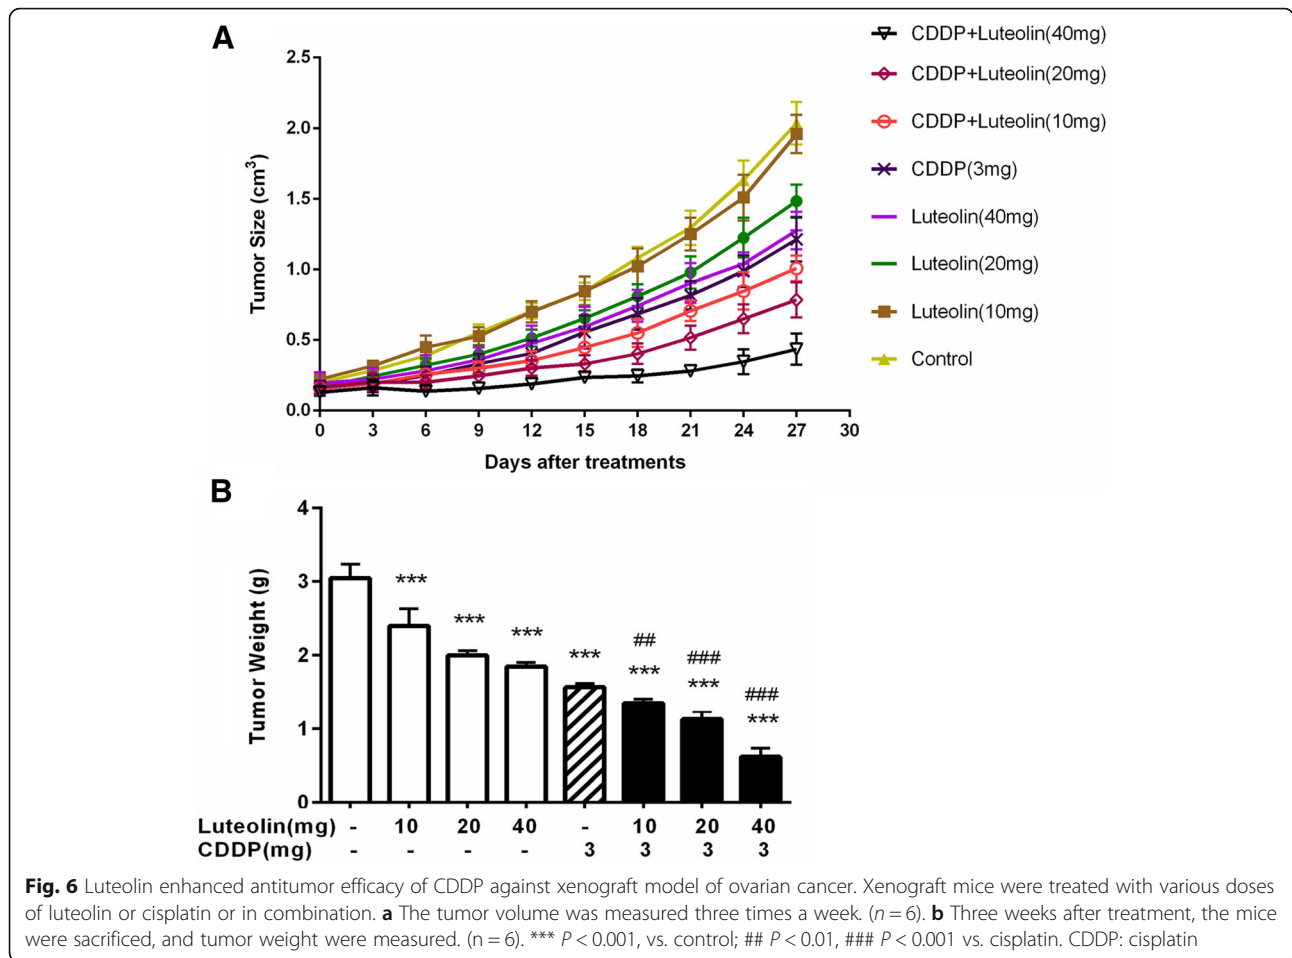 A
CDDP+Luteolin(40mg)
CDDP+Luteolin(20mg)
CDDP+Luteolin(10mg)
CDDP(3mg)
Luteolin(40mg)
Luteolin(20mg)
Luteolin(10mg)
Control
Tumor Size (cm³)
2.5
2.0
1.5
1.0
0.5
0.0
0 3 6 9 12 15 18 21 24 27 30
Days after treatments
B
Tumor Weight (g)
4
3
2
1
0
***
***
***
***
##
***
###
***
###
***
Luteolin(mg) - 10 20 40 - 10 20 40
CDDP(mg) - - - - 3 3 3 3
Fig. 6 Luteolin enhanced antitumor efficacy of CDDP against xenograft model of ovarian cancer. Xenograft mice were treated with various doses
of luteolin or cisplatin or in combination. a The tumor volume was measured three times a week. (n = 6). b Three weeks after treatment, the mice
were sacrificed, and tumor weight were measured. (n = 6). *** P < 0.001, vs. control; ## P < 0.01, ### P < 0.001 vs. cisplatin. CDDP: cisplatin